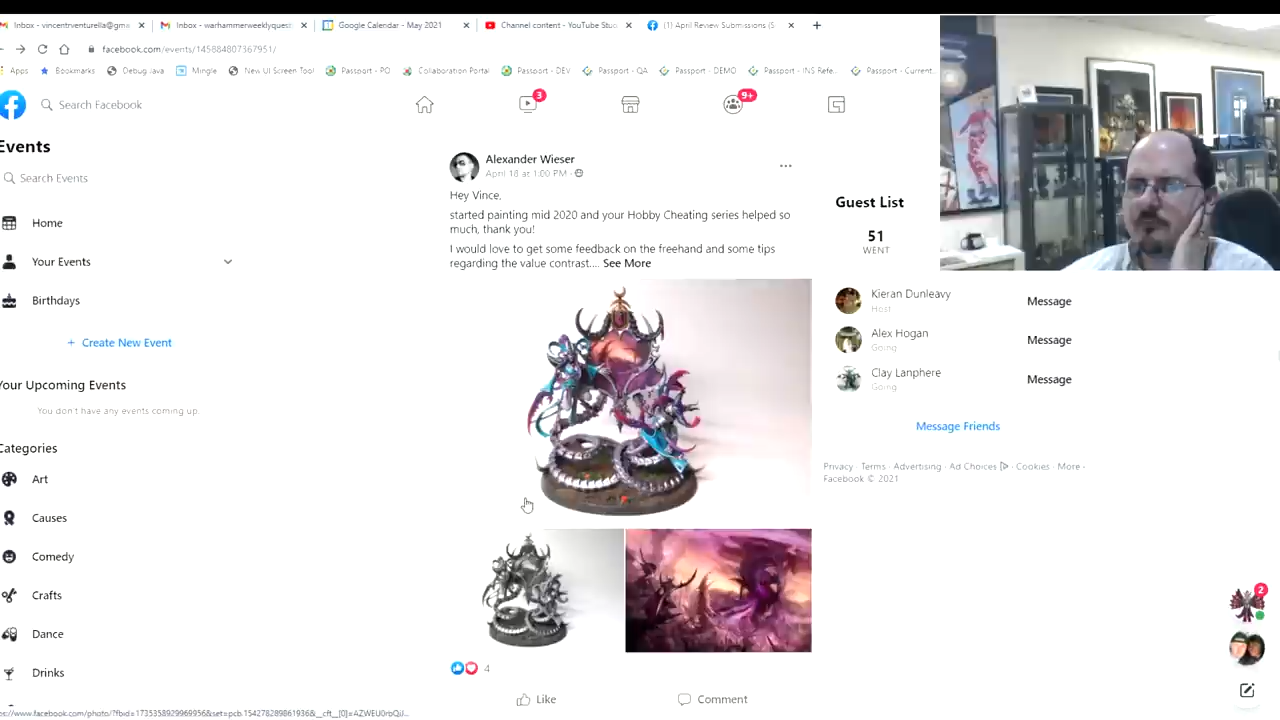 Inbox - vincentrventurella@gma
Inbox - warhammerweeklyquest
Google Calendar - May 2021
Channel content - YouTube Stu
(1) April Review Submissions (S
facebook.com/events/145884807367951/
Apps
Bookmarks
Debug Java
Mingle
New UI Screen Tool
Passport - PO
Collaboration Portal
Passport - DEV
Passport - QA
Passport - DEMO
Passport - INS Refe...
Passport - Current...
Search Facebook
3
9+
Events
Search Events
Home
Your Events
Birthdays
+ Create New Event
Your Upcoming Events
You don't have any events coming up.
Categories
Art
Causes
Comedy
Crafts
Dance
Drinks
Alexander Wieser
April 18 at 1:00 PM ·
Hey Vince,
started painting mid 2020 and your Hobby Cheating series helped so
much, thank you!
I would love to get some feedback on the freehand and some tips
regarding the value contrast.... See More
4
Like
Comment
Guest List
51
WENT
Kieran Dunleavy
Host
Message
Alex Hogan
Going
Message
Clay Lanphere
Going
Message
Message Friends
Privacy · Terms · Advertising · Ad Choices · Cookies · More ·
Facebook © 2021
2